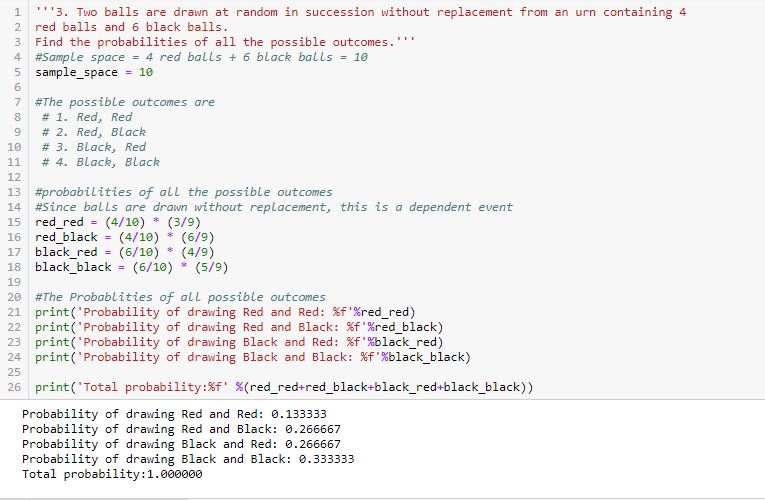 1 '''3. Two balls are drawn at random in succession without replacement from an urn containing 4
2 red balls and 6 black balls.
3 Find the probabilities of all the possible outcomes.'''
4 #Sample space = 4 red balls + 6 black balls = 10
5 sample_space = 10
6
7 #The possible outcomes are
8 # 1. Red, Red
9 # 2. Red, Black
10 # 3. Black, Red
11 # 4. Black, Black
12
13 #probabilities of all the possible outcomes
14 #Since balls are drawn without replacement, this is a dependent event
15 red_red = (4/10) * (3/9)
16 red_black = (4/10) * (6/9)
17 black_red = (6/10) * (4/9)
18 black_black = (6/10) * (5/9)
19
20 #The Probablities of all possible outcomes
21 print('Probability of drawing Red and Red: %f'%red_red)
22 print('Probability of drawing Red and Black: %f'%red_black)
23 print('Probability of drawing Black and Red: %f'%black_red)
24 print('Probability of drawing Black and Black: %f'%black_black)
25
26 print('Total probability:%f' %(red_red+red_black+black_red+black_black))
Probability of drawing Red and Red: 0.133333
Probability of drawing Red and Black: 0.266667
Probability of drawing Black and Red: 0.266667
Probability of drawing Black and Black: 0.333333
Total probability:1.000000